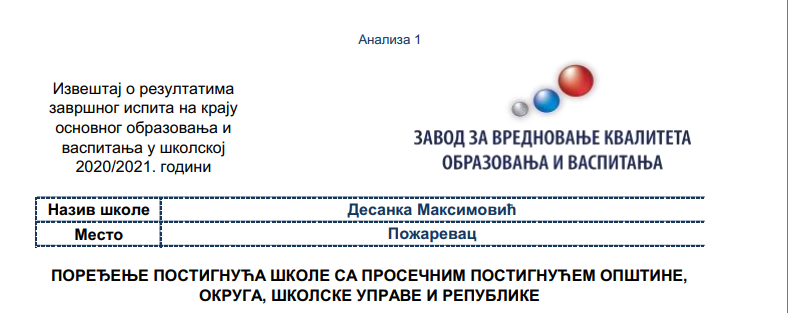 Анализа 1
Извештај о резултатима
завршног испита на крају
основног образовања и
васпитања у школској
2020/2021. години
ЗАВОД ЗА ВРЕДНОВАЊЕ КВАЛИТЕТА
ОБРАЗОВАЊА И ВАСПИТАЊА
Назив школе Десанка Максимовић
Место Пожаревац
ПОРЕЂЕЊЕ ПОСТИГНУЋА ШКОЛЕ СА ПРОСЕЧНИМ ПОСТИГНУЋЕМ ОПШТИНЕ,
ОКРУГА, ШКОЛСКЕ УПРАВЕ И РЕПУБЛИКЕ